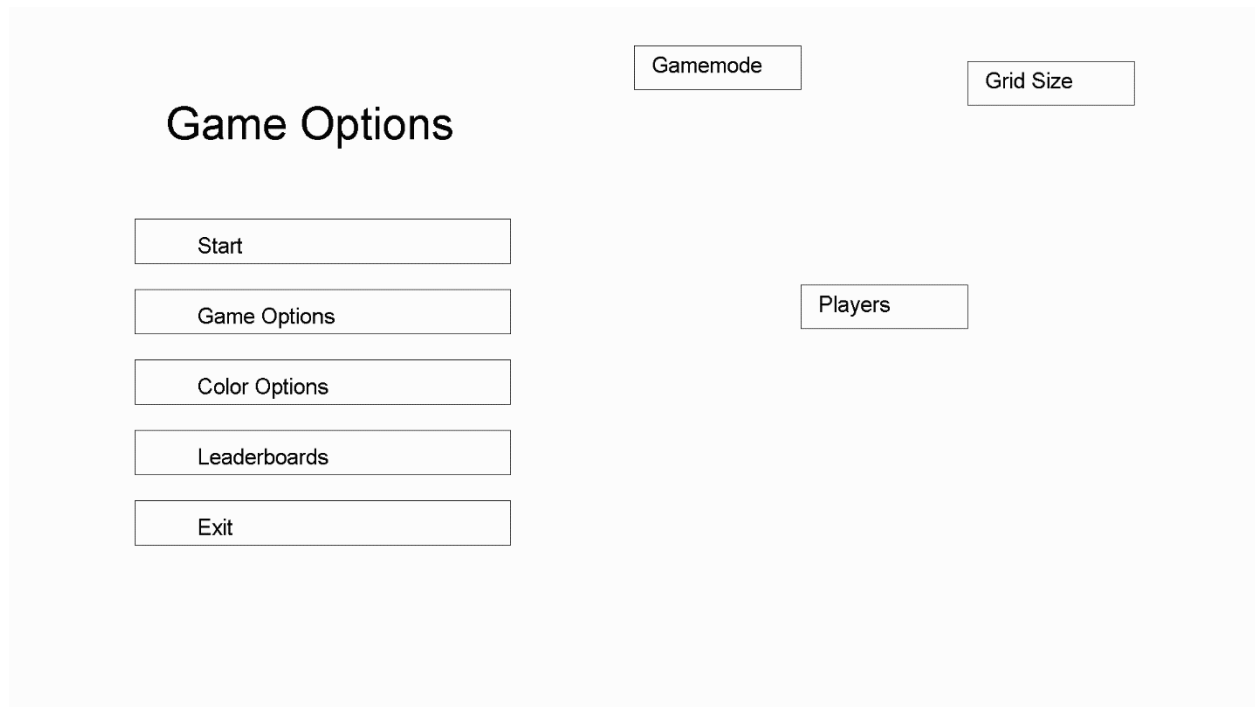 Game Options
Start
Game Options
Color Options
Leaderboards
Exit
Gamemode
Grid Size
Players